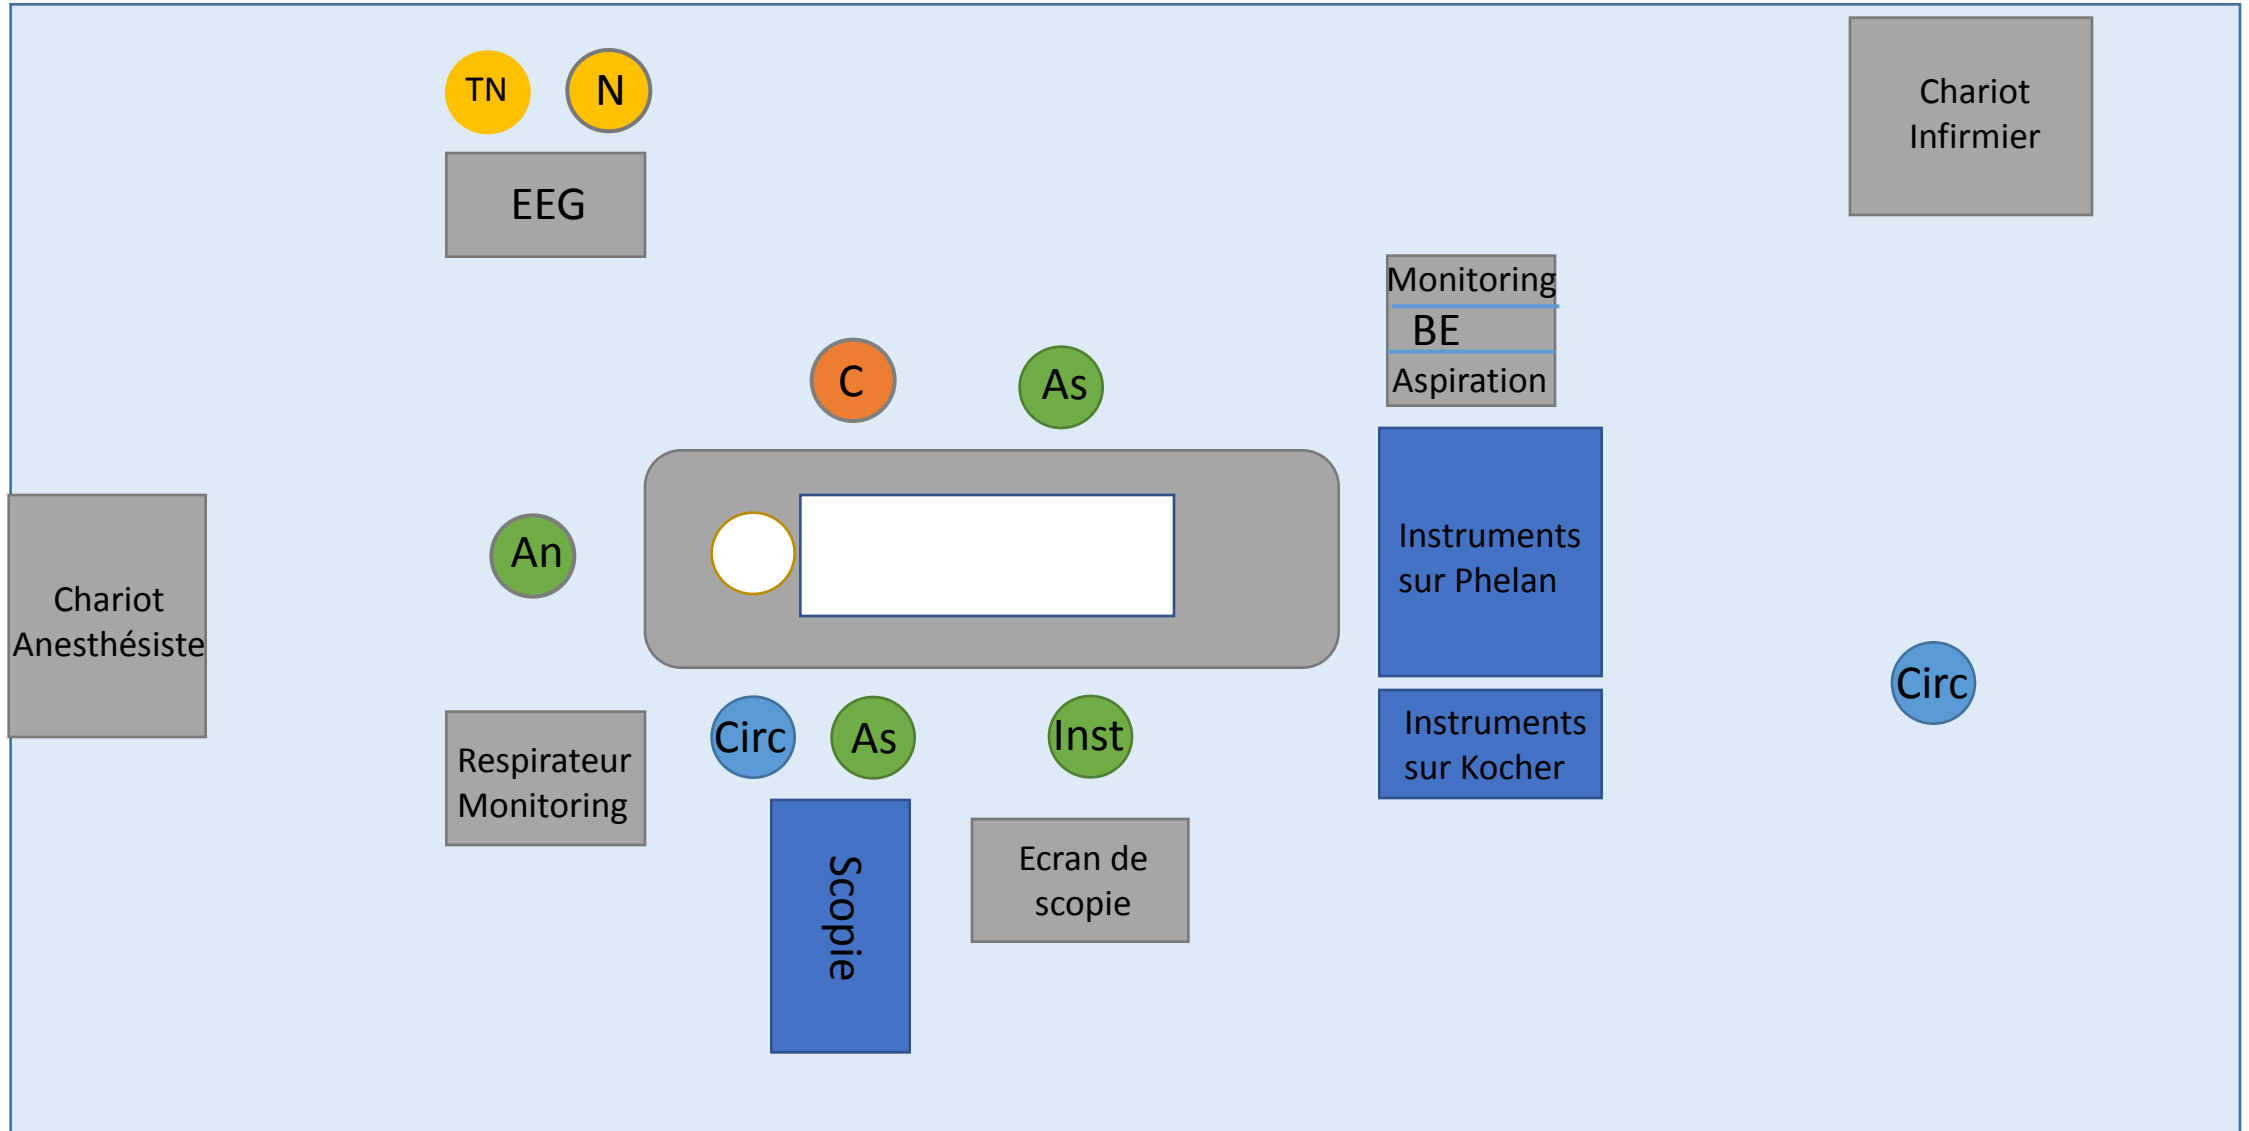 TN
N
EEG
Chariot
Infirmier
Monitoring
BE
Aspiration
C
As
An
Chariot
Anesthésiste
Instruments
sur Phelan
Instruments
sur Kocher
Circ
Circ
As
Inst
Respirateur
Monitoring
Scopie
Ecran de
scopie